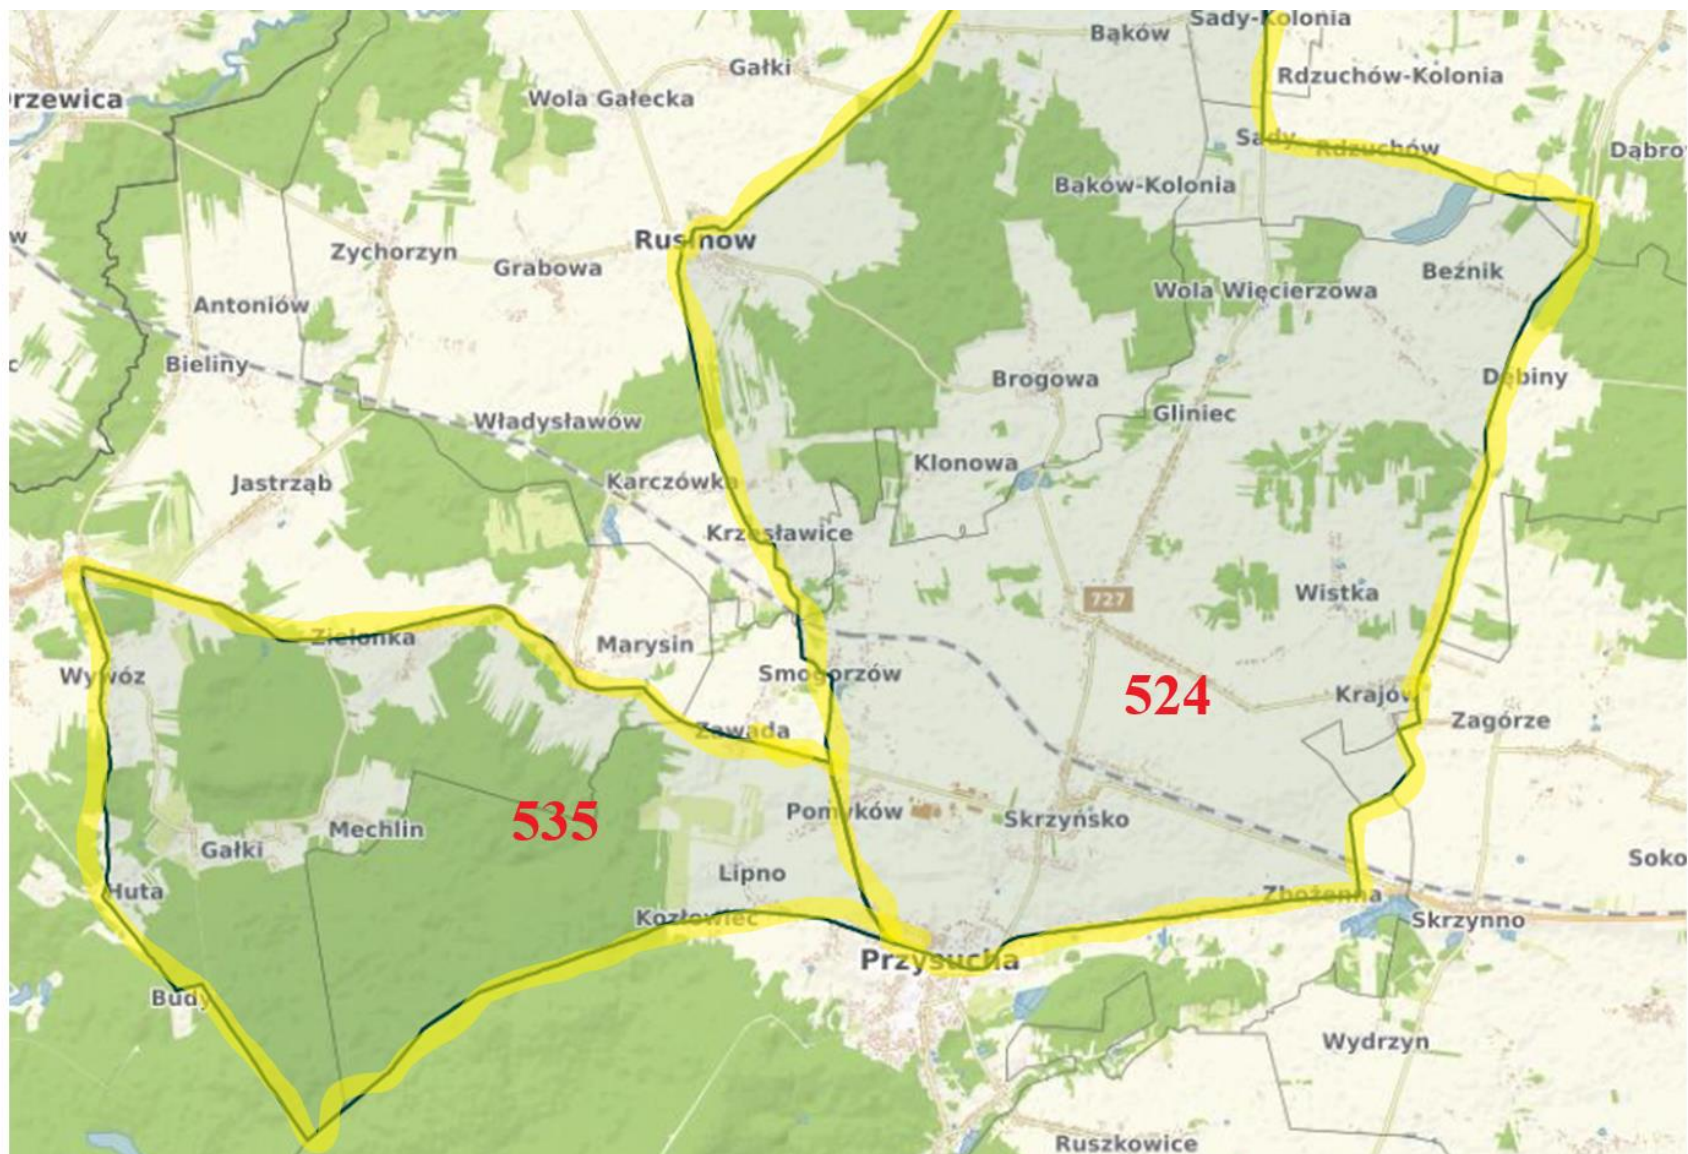 Sady-Kolonia
Bąków
Gałki
Rdzuchów-Kolonia
rzewica
Wola Gałecka
Sady
Rdzuchów
Dąbro
Bąków-Kolonia
w
Zychorzyn
Rusinów
Grabowa
Beźnik
Wola Więcierzowa
Antoniów
Bieliny
c
Brogowa
Dębiny
Gliniec
Władysławów
Klonowa
Jastrząb
Karczówka
Krzesławice
Wistka
727
Zielonka
Marysin
Wywóz
Smogorzów
524
Krajów
Zawada
Zagórze
Pomyków
535
Skrzyńsko
Mechlin
Gałki
Lipno
Soko
Huta
Kozłowiec
Zbożenna
Skrzynno
Przysucha
Budy
Wydrzyn
Ruszkowice